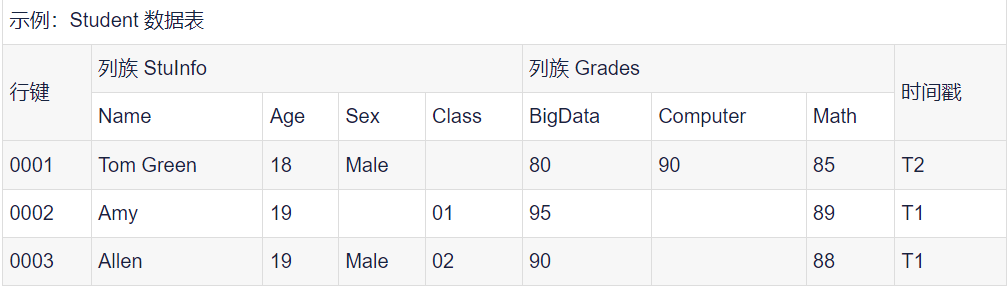 示例：Student 数据表
行键 列族 StuInfo 列族 Grades 时间戳
Name Age Sex Class BigData Computer Math
0001 Tom Green 18 Male 80 90 85 T2
0002 Amy 19 01 95 89 T1
0003 Allen 19 Male 02 90 88 T1